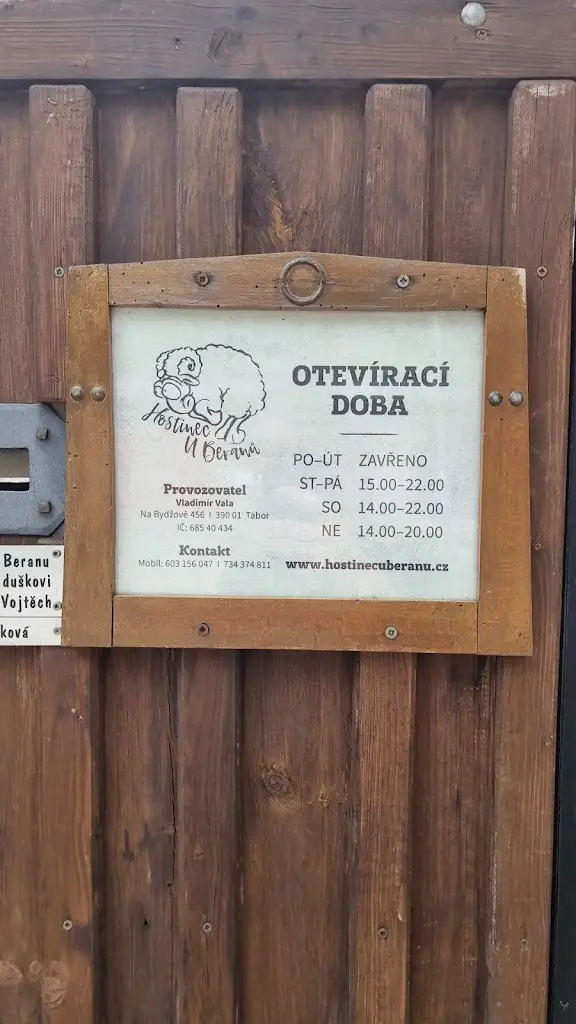 Hostinec
U Beranů
Provozovatel
Vladimír Vala
Na Bydžově 456 I 390 01 Tábor
IČ: 685 40 434
Kontakt
Mobil: 603 156 047 I 734 374 811
OTEVÍRACÍ
DOBA
PO–ÚT ZAVŘENO
ST–PÁ 15.00–22.00
SO 14.00–22.00
NE 14.00–20.00
www.hostinecuberanu.cz
Beranu
duškovi
Vojtěch
ková